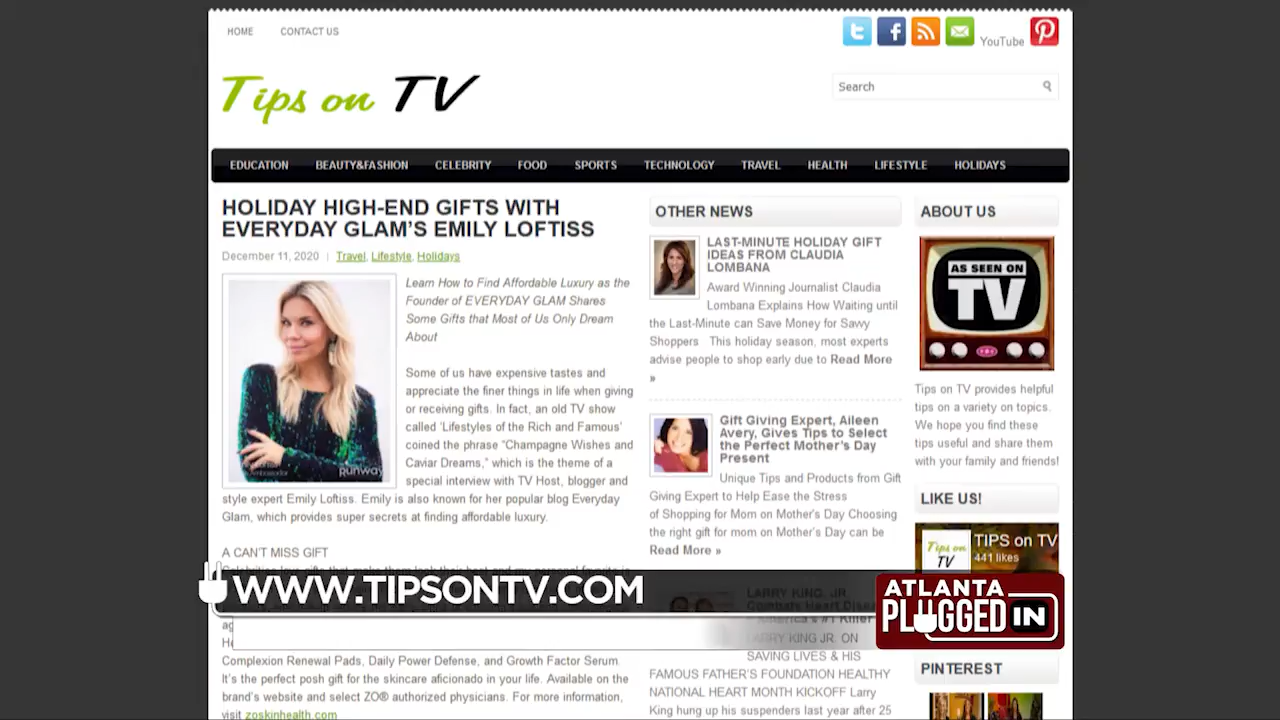 HOME
CONTACT US
YouTube
Tips on TV
Search
EDUCATION
BEAUTY&FASHION
CELEBRITY
FOOD
SPORTS
TECHNOLOGY
TRAVEL
HEALTH
LIFESTYLE
HOLIDAYS
HOLIDAY HIGH-END GIFTS WITH
EVERYDAY GLAM'S EMILY LOFTISS
December 11, 2020 | Travel, Lifestyle, Holidays
Learn How to Find Affordable Luxury as the
Founder of EVERYDAY GLAM Shares
Some Gifts that Most of Us Only Dream
About
Some of us have expensive tastes and
appreciate the finer things in life when giving
or receiving gifts. In fact, an old TV show
called 'Lifestyles of the Rich and Famous'
coined the phrase "Champagne Wishes and
Caviar Dreams," which is the theme of a
special interview with TV Host, blogger and
style expert Emily Loftiss. Emily is also known for her popular blog Everyday
Glam, which provides super secrets at finding affordable luxury.
RUNWAY
A CAN'T MISS GIFT
ag
He
Complexion Renewal Pads, Daily Power Defense, and Growth Factor Serum.
It's the perfect posh gift for the skincare aficionado in your life. Available on the
brand's website and select ZO® authorized physicians. For more information,
visit zoskinhealth.com
OTHER NEWS
LAST-MINUTE HOLIDAY GIFT
IDEAS FROM CLAUDIA
LOMBANA
Award Winning Journalist Claudia
Lombana Explains How Waiting until
the Last-Minute can Save Money for Savvy
Shoppers This holiday season, most experts
advise people to shop early due to Read More
»
Gift Giving Expert, Aileen
Avery, Gives Tips to Select
the Perfect Mother's Day
Present
Unique Tips and Products from Gift
Giving Expert to Help Ease the Stress
of Shopping for Mom on Mother's Day Choosing
the right gift for mom on Mother's Day can be
Read More »
LARRY KING, JR
Combats Heart Disea
America's #1 Killer
LARRY KING JR. ON
SAVING LIVES & HIS
FAMOUS FATHER'S FOUNDATION HEALTHY
NATIONAL HEART MONTH KICKOFF Larry
King hung up his suspenders last year after 25
ABOUT US
AS SEEN ON
TV
Tips on TV provides helpful
tips on a variety on topics.
We hope you find these
tips useful and share them
with your family and friends!
LIKE US!
Tips on
TV
TIPS on TV
441 likes
PINTEREST
WWW.TIPSONTV.COM
ATLANTA
PLUGGED IN